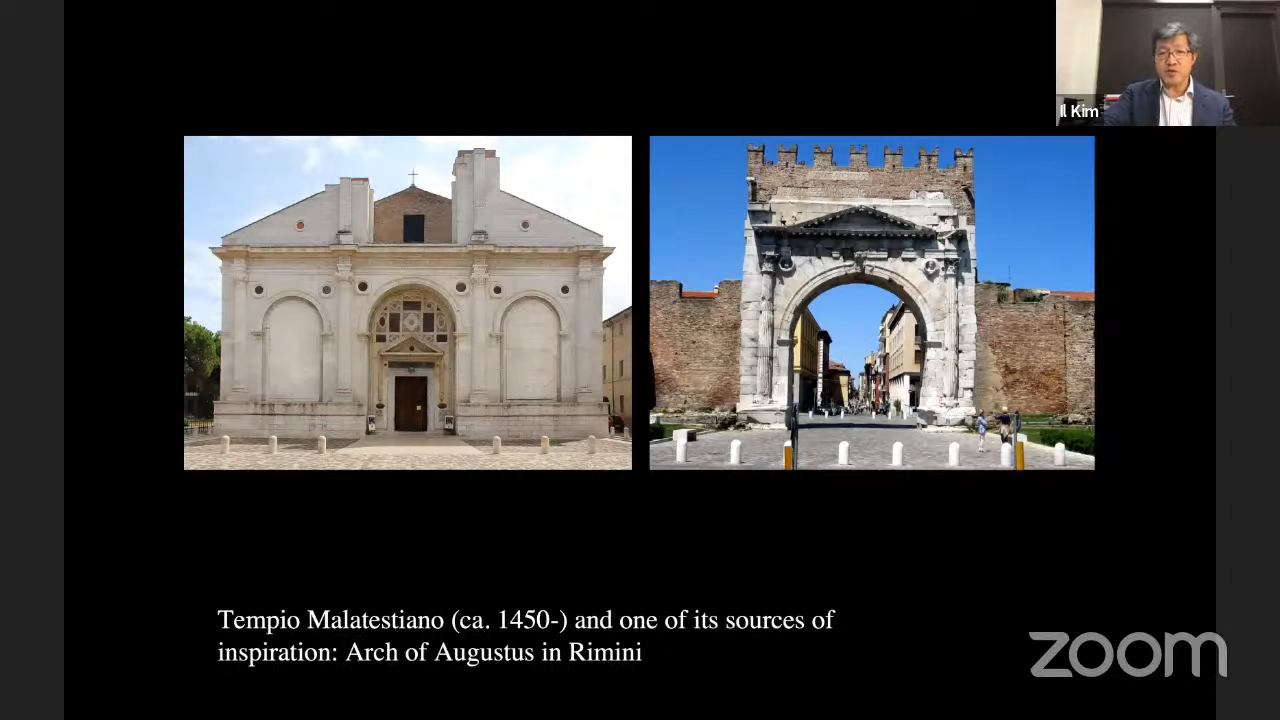 Il Kim
Tempio Malatestiano (ca. 1450-) and one of its sources of
inspiration: Arch of Augustus in Rimini
zoom